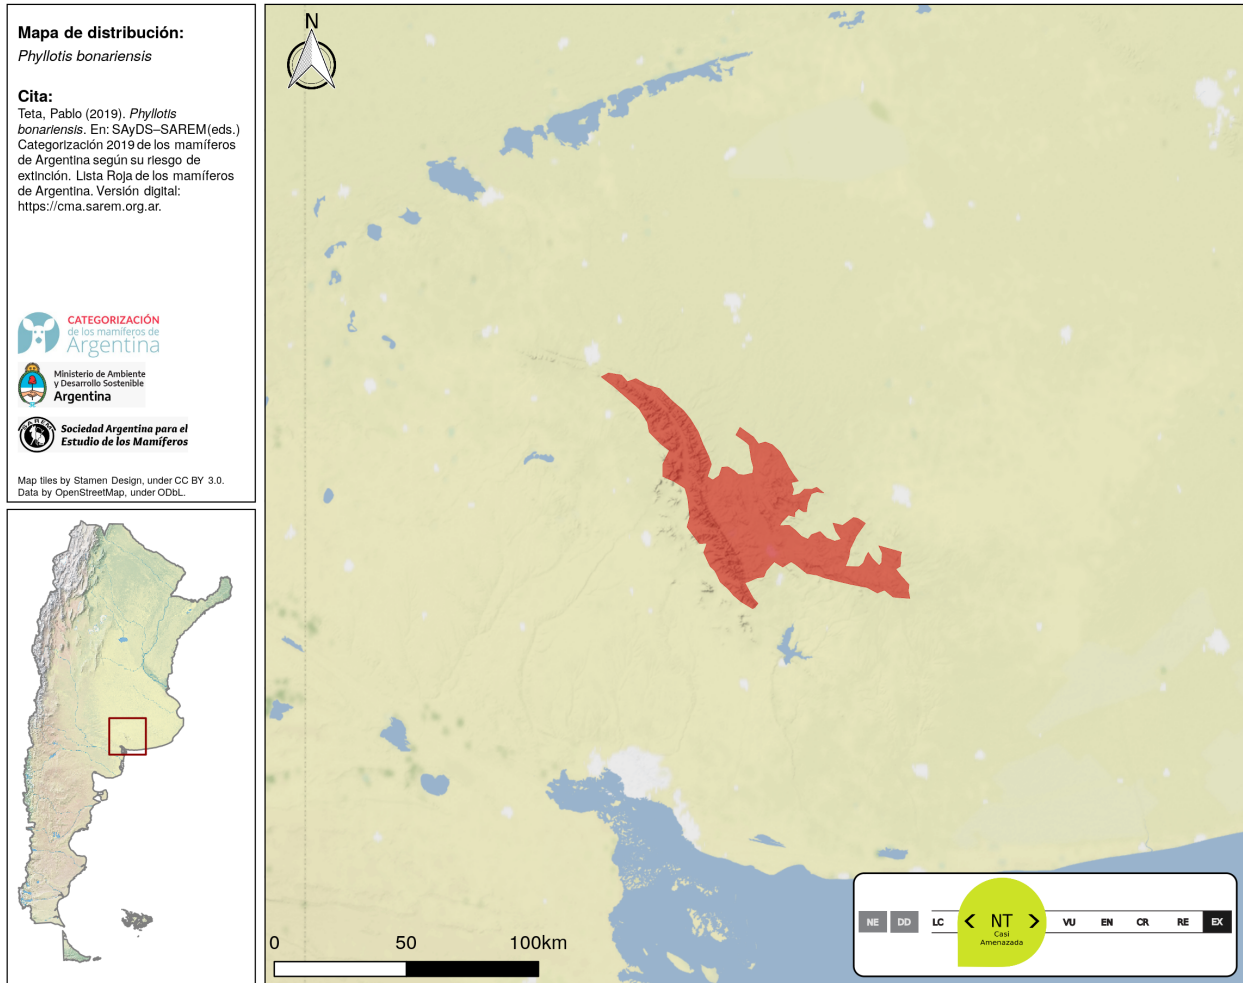 Mapa de distribución:
Phyllotis bonariensis
Cita:
Teta, Pablo (2019). Phyllotis
bonariensis. En: SAyDS–SAREM (eds.)
Categorización 2019 de los mamíferos
de Argentina según su riesgo de
extinción. Lista Roja de los mamíferos
de Argentina. Versión digital:
https://cma.sarem.org.ar.
CATEGORIZACIÓN
de los mamíferos de
Argentina
Ministerio de Ambiente
y Desarrollo Sostenible
Argentina
SAREM
Sociedad Argentina para el
Estudio de los Mamíferos
Map tiles by Stamen Design, under CC BY 3.0.
Data by OpenStreetMap, under ODbL.
N
0 50 100km
NE DD LC < NT > VU EN CR RE EX
Casi
Amenazada